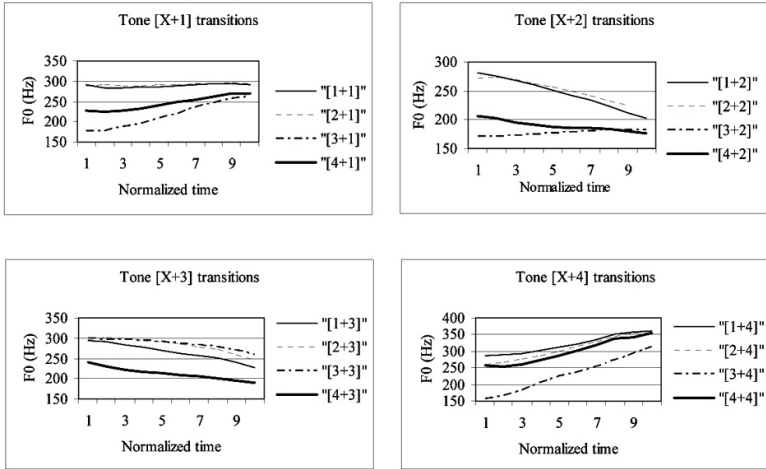 Tone [X+1] transitions
F0 (Hz)
350
300
250
200
150
1 3 5 7 9
Normalized time
"[1+1]"
"[2+1]"
"[3+1]"
"[4+1]"
Tone [X+2] transitions
F0 (Hz)
300
250
200
150
1 3 5 7 9
Normalized time
"[1+2]"
"[2+2]"
"[3+2]"
"[4+2]"
Tone [X+3] transitions
F0 (Hz)
350
300
250
200
150
1 3 5 7 9
Normalized time
"[1+3]"
"[2+3]"
"[3+3]"
"[4+3]"
Tone [X+4] transitions
F0 (Hz)
400
350
300
250
200
150
1 3 5 7 9
Normalized time
"[1+4]"
"[2+4]"
"[3+4]"
"[4+4]"